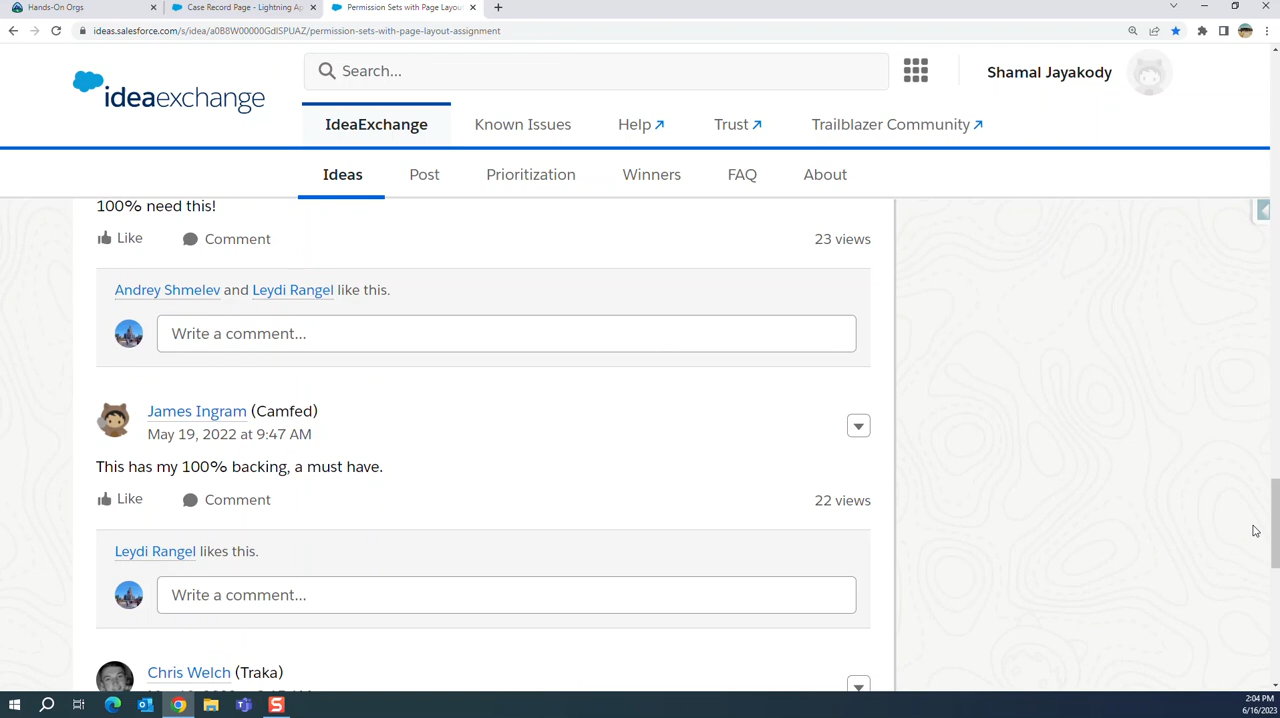 Hands-On Orgs
Case Record Page - Lightning Ap
Permission Sets with Page Layou
ideas.salesforce.com/s/idea/a0B8W00000GdlSPUAZ/permission-sets-with-page-layout-assignment
ideaexchange
Search...
Shamal Jayakody
IdeaExchange Known Issues Help Trust Trailblazer Community
Ideas Post Prioritization Winners FAQ About
100% need this!
Like Comment 23 views
Andrey Shmelev and Leydi Rangel like this.
Write a comment...
James Ingram (Camfed)
May 19, 2022 at 9:47 AM
This has my 100% backing, a must have.
Like Comment 22 views
Leydi Rangel likes this.
Write a comment...
Chris Welch (Traka)
2:04 PM
6/16/2023